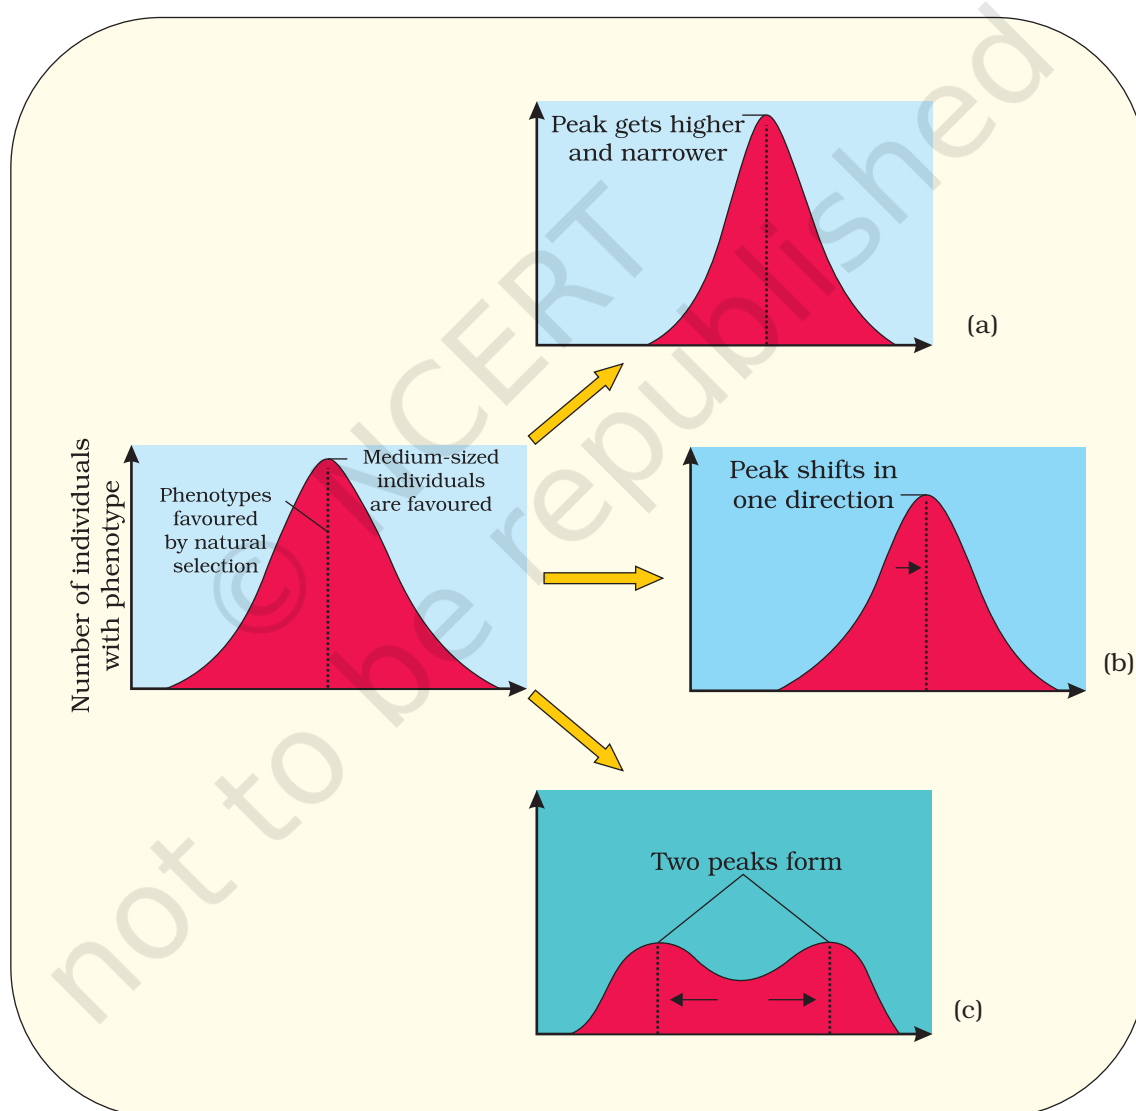 Peak gets higher
and narrower
(a)
Number of individuals
with phenotype
Medium-sized
individuals
are favoured
Phenotypes
favoured
by natural
selection
Peak shifts in
one direction
(b)
Two peaks form
(c)
© NCERT
not to be republished